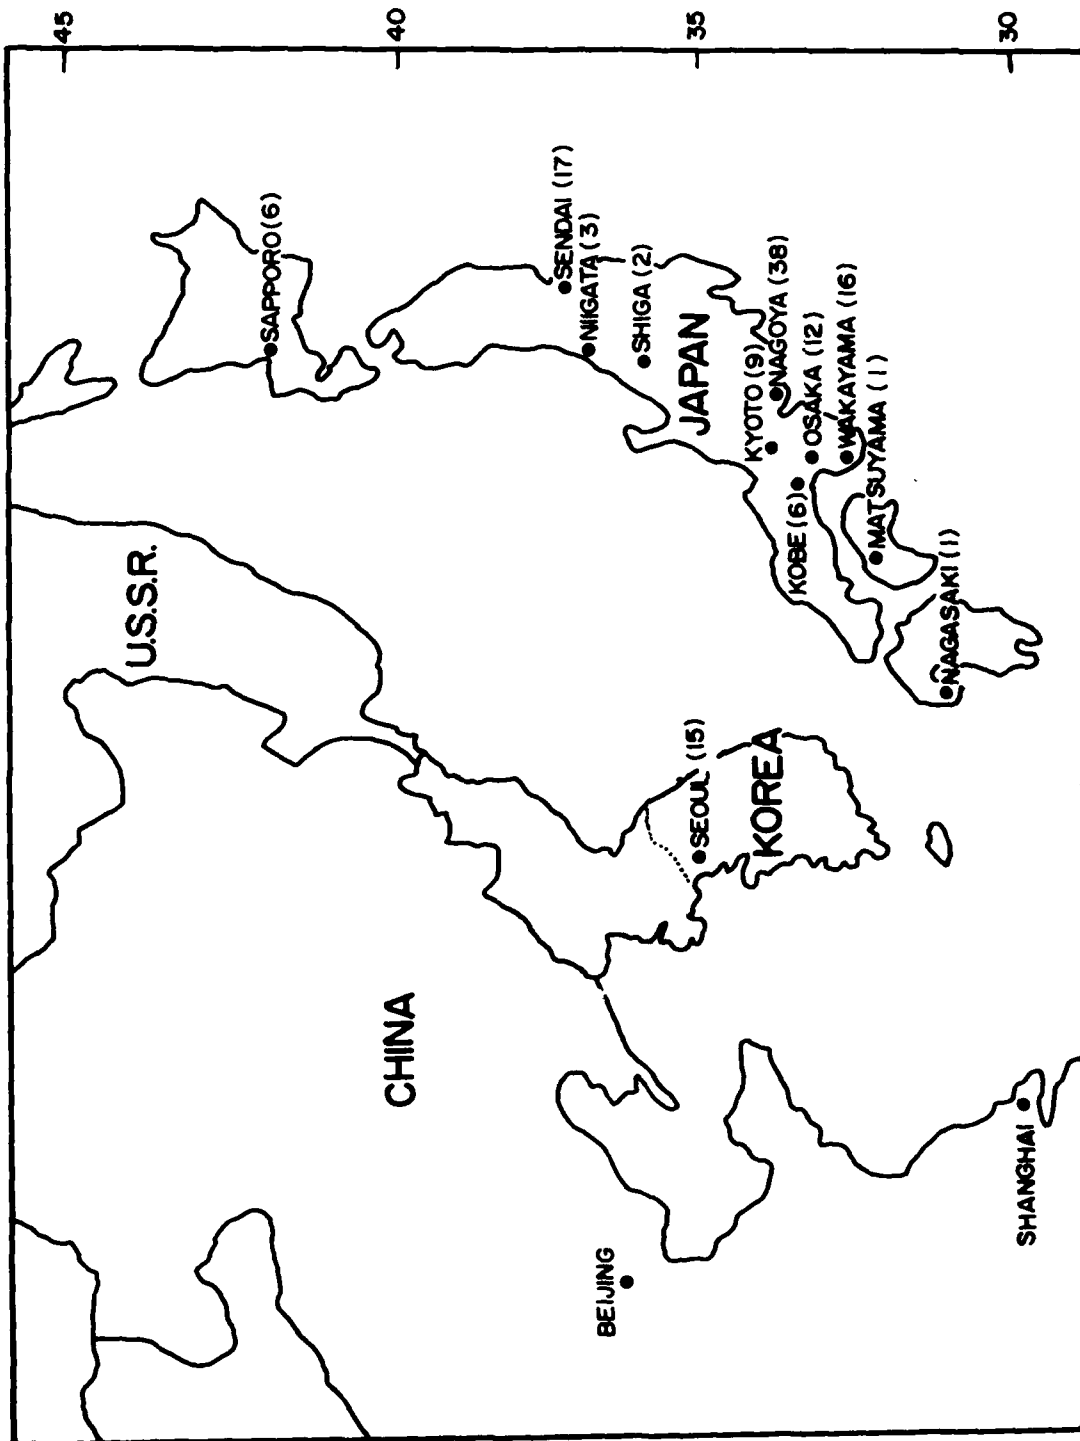 45
40
35
30
SAPPORO (6)
SENDAI (17)
NIIGATA (3)
SHIGA (2)
JAPAN
KYOTO (9)
NAGOYA (38)
OSAKA (12)
WAKAYAMA (16)
KOBE (6)
MATSUYAMA (1)
NAGASAKI (1)
U.S.S.R.
SEOUL (15)
KOREA
CHINA
BEIJING
SHANGHAI